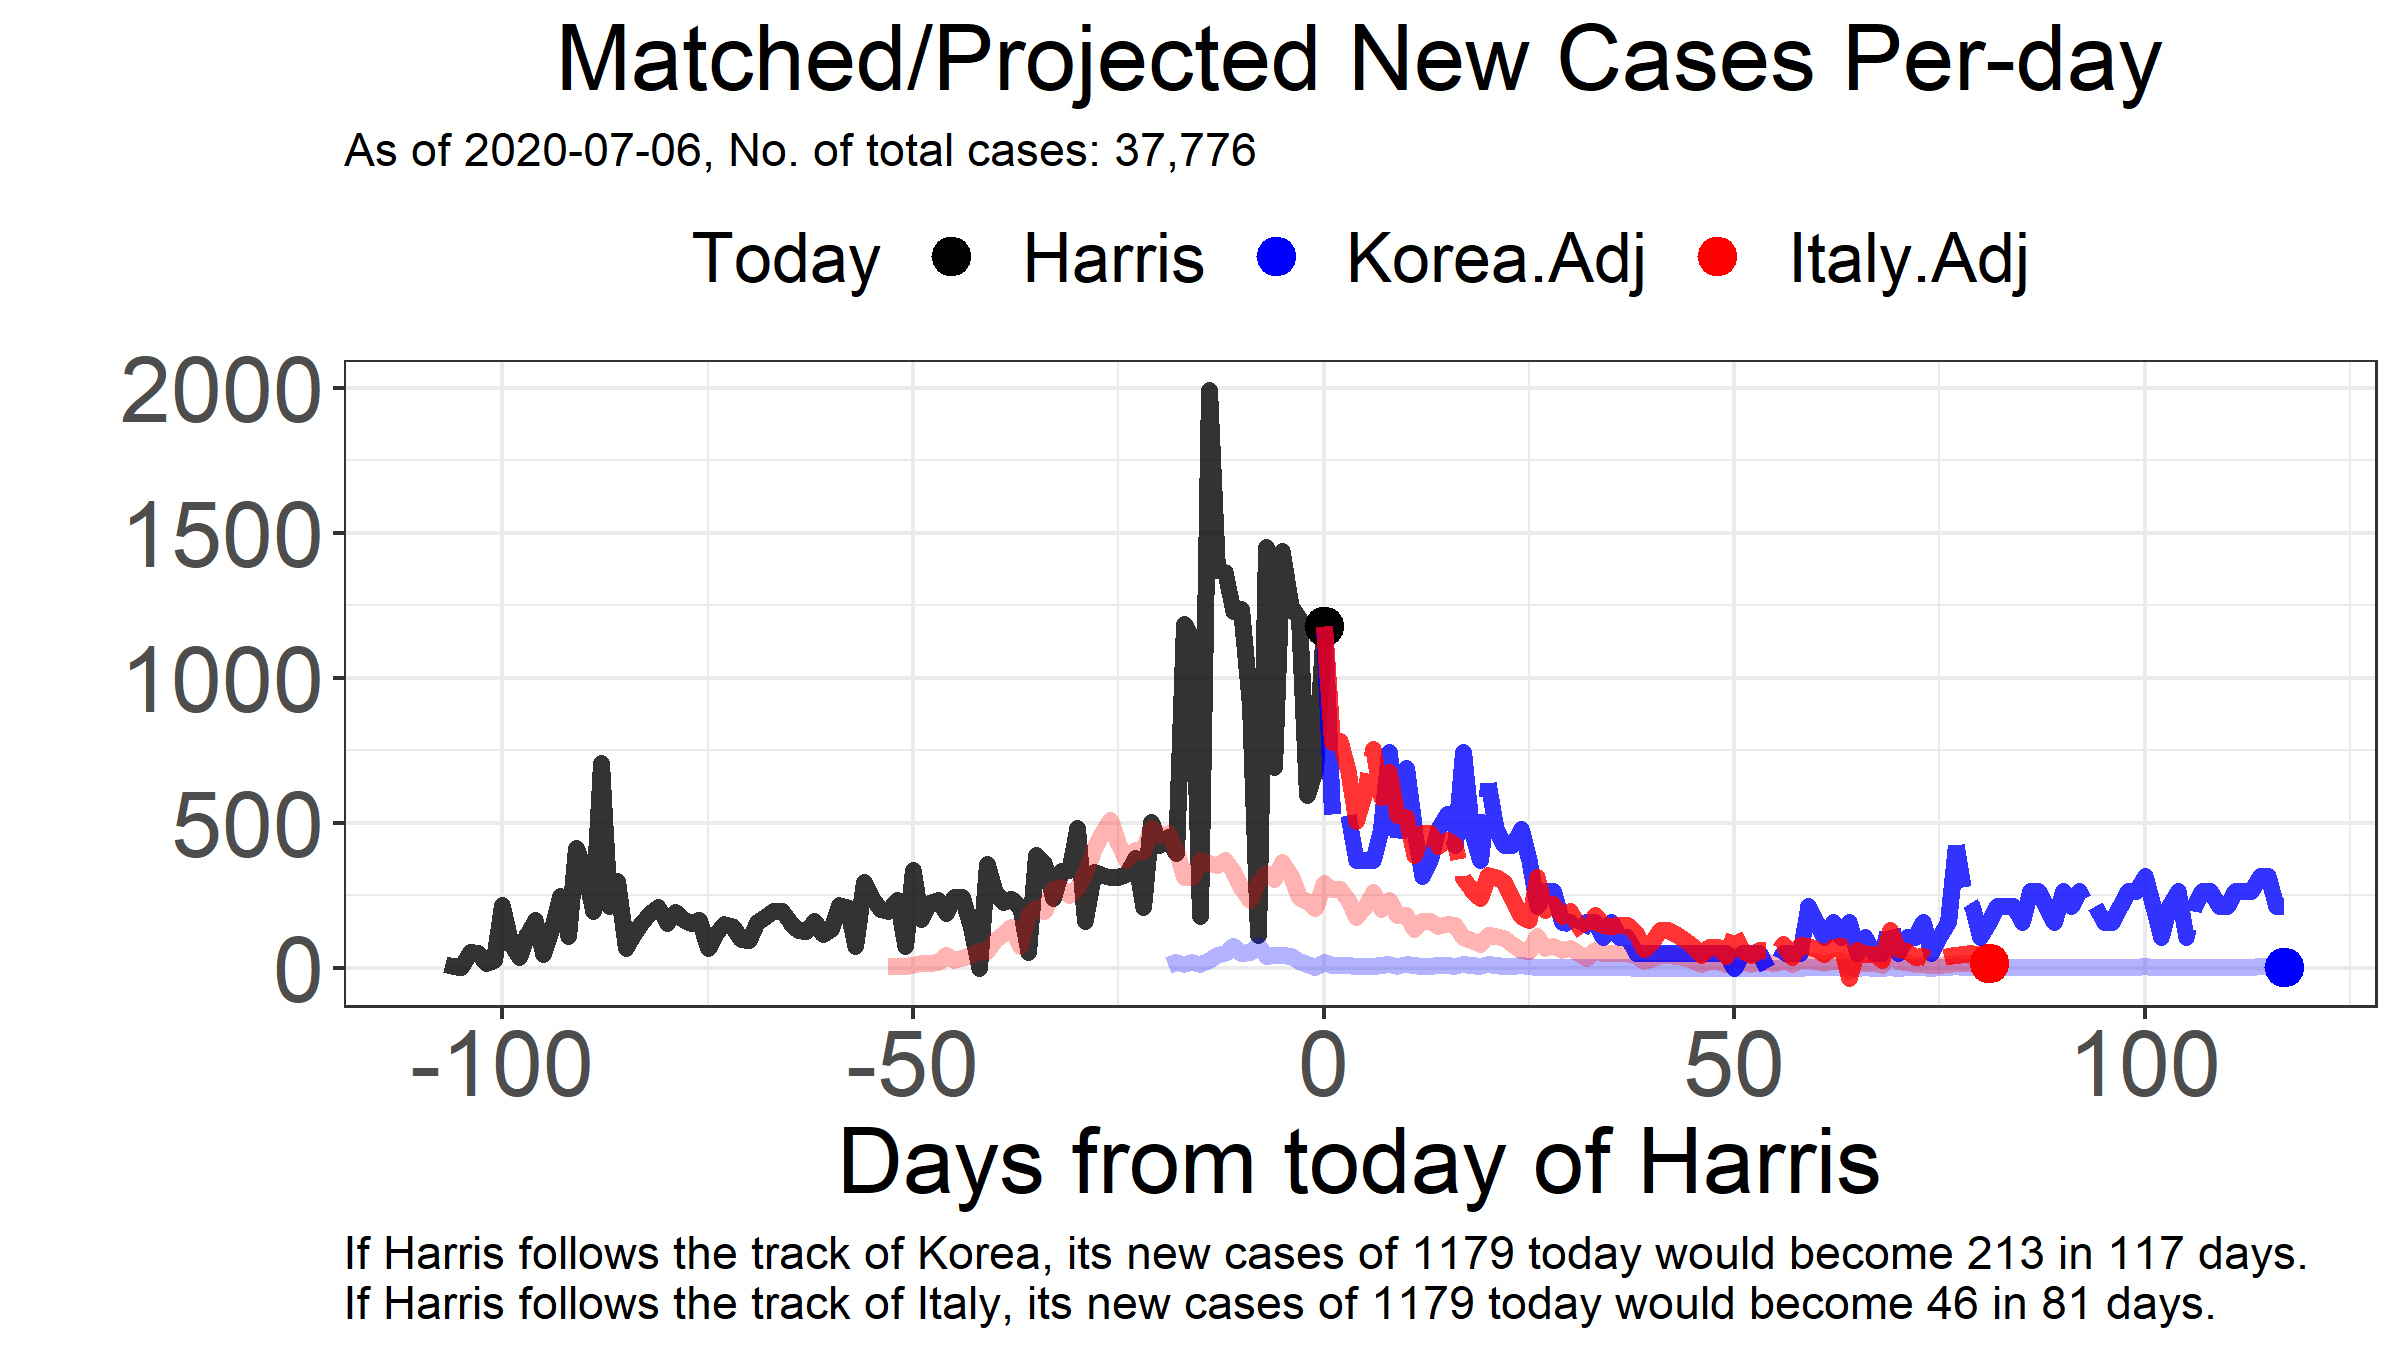 Matched/Projected New Cases Per-day
As of 2020-07-06, No. of total cases: 37,776
Today Harris Korea.Adj Italy.Adj
2000
1500
1000
500
0
-100 -50 0 50 100
Days from today of Harris
If Harris follows the track of Korea, its new cases of 1179 today would become 213 in 117 days.
If Harris follows the track of Italy, its new cases of 1179 today would become 46 in 81 days.